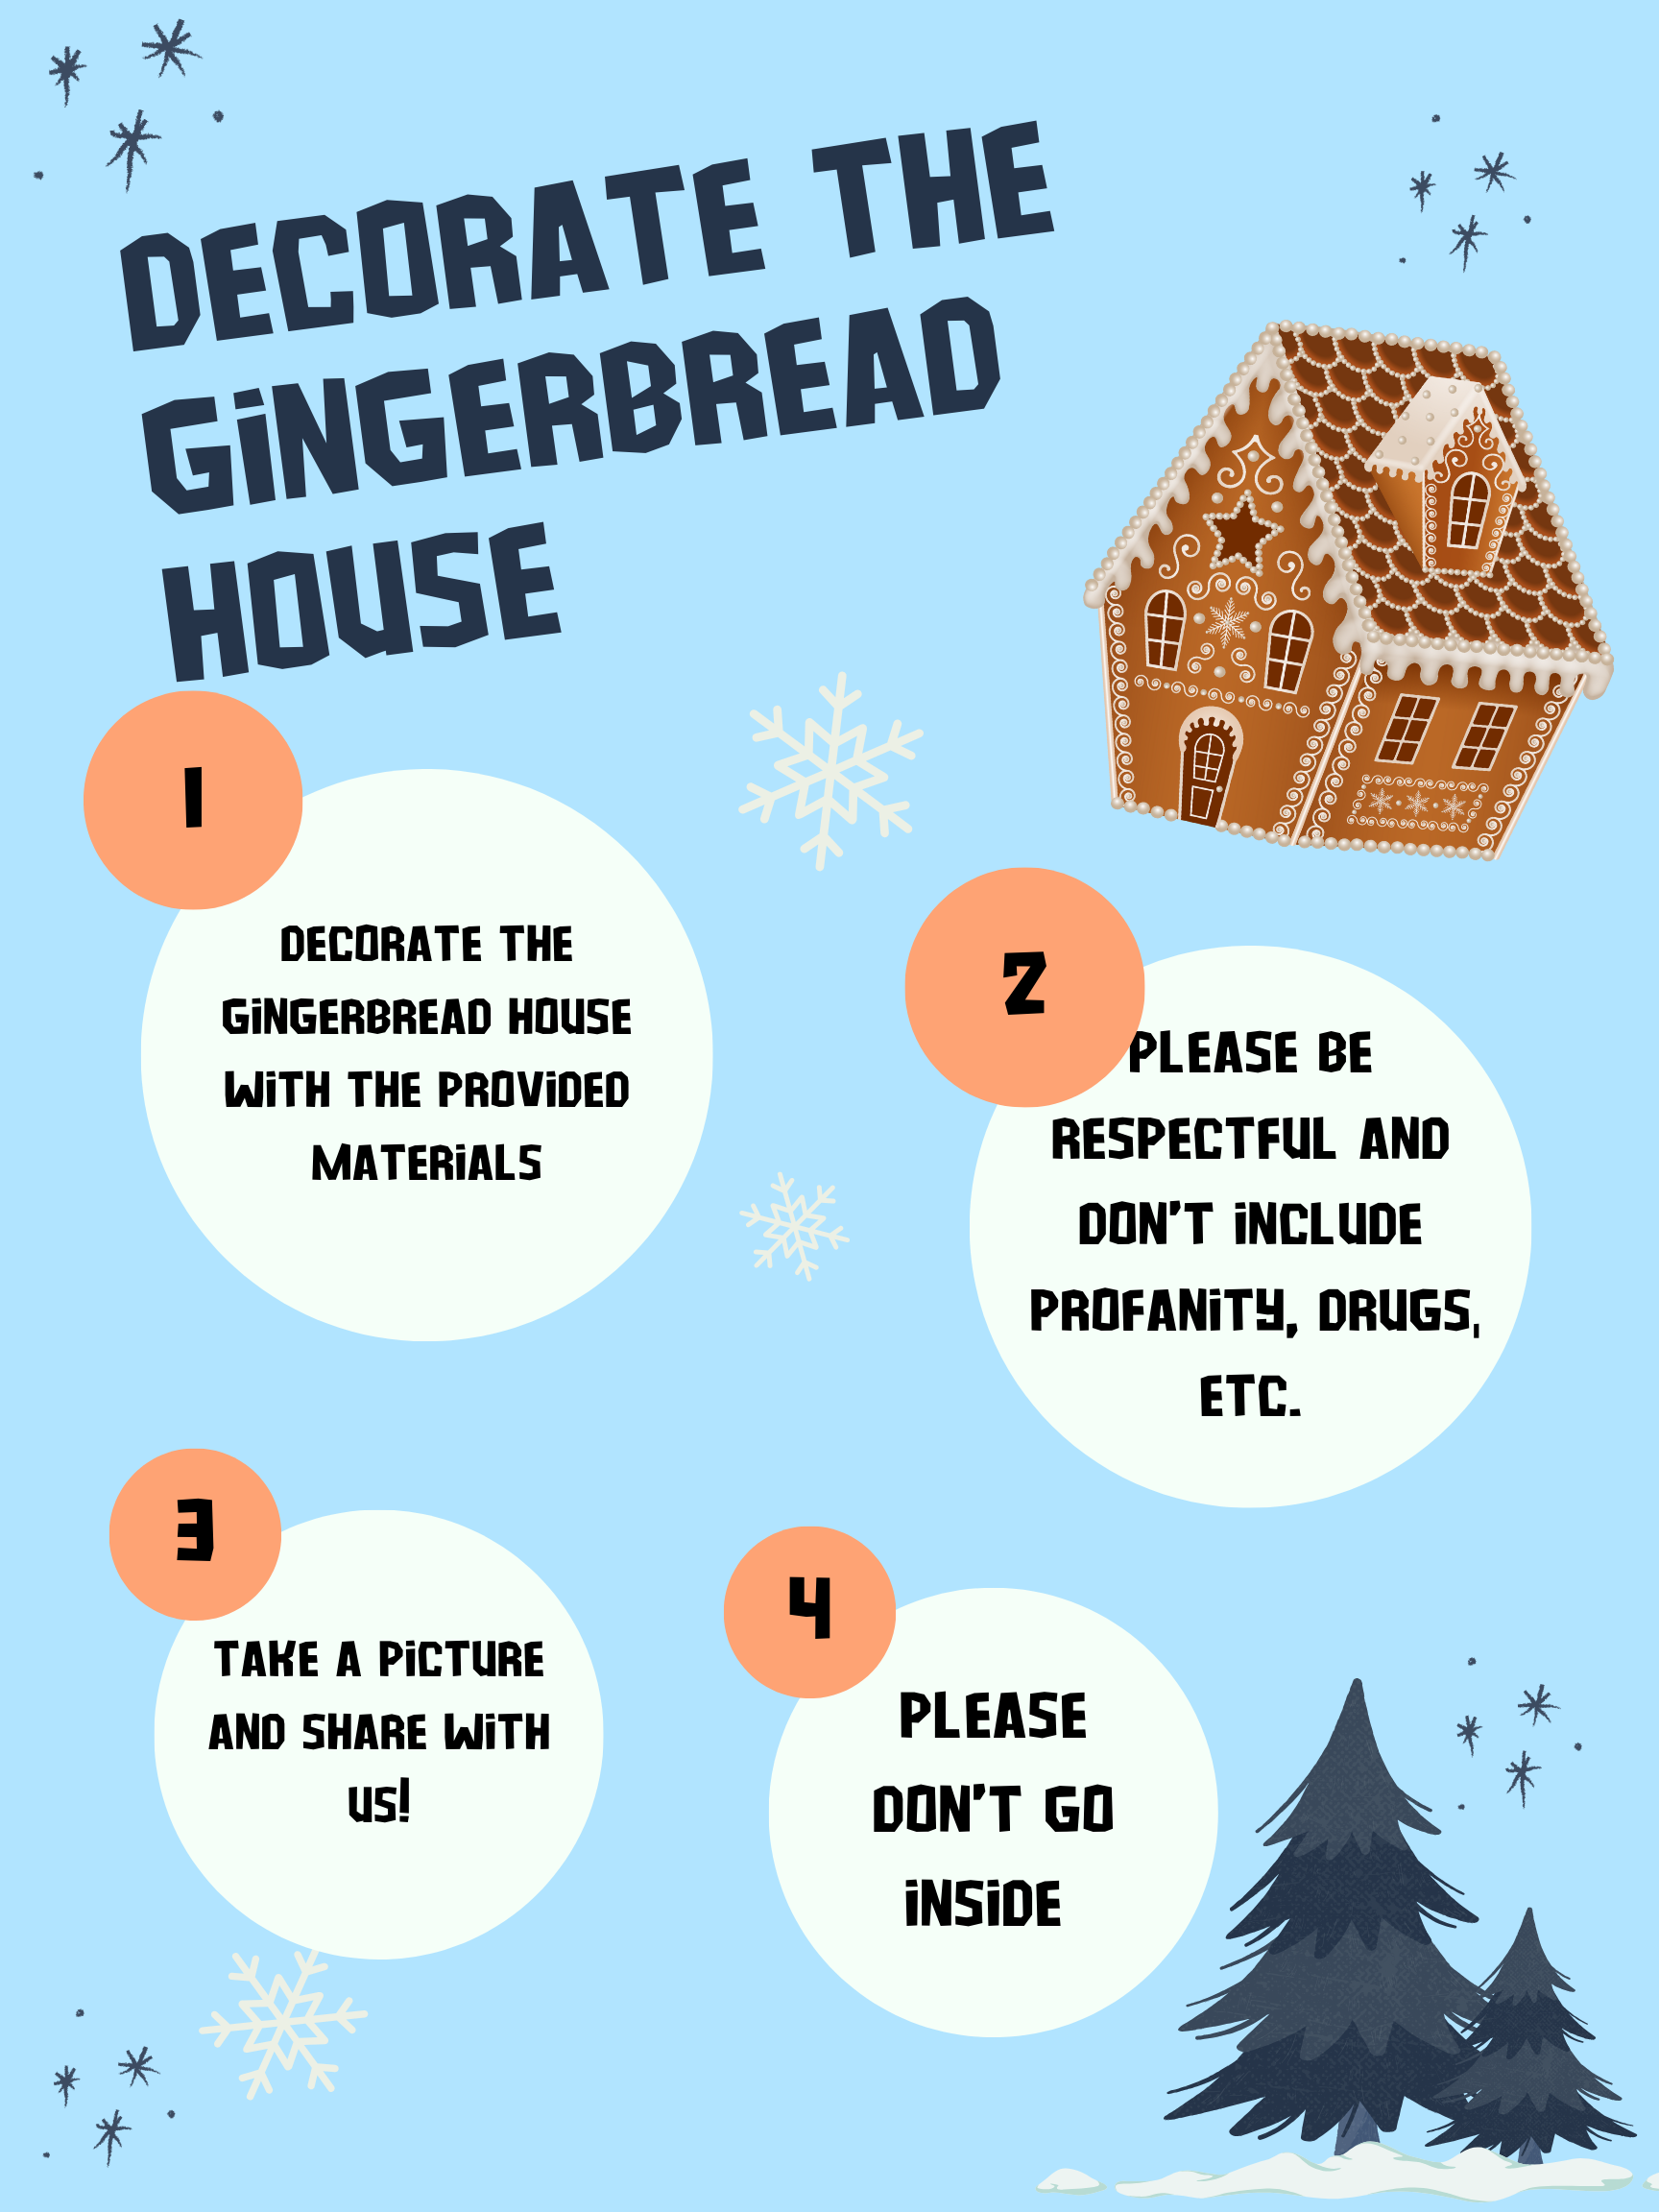 DECORATE THE
GINGERBREAD
HOUSE
1
DECORATE THE
GINGERBREAD HOUSE
WITH THE PROVIDED
MATERIALS
2
PLEASE BE
RESPECTFUL AND
DON'T INCLUDE
PROFANITY, DRUGS,
ETC.
3
TAKE A PICTURE
AND SHARE WITH
US!
4
PLEASE
DON'T GO
INSIDE